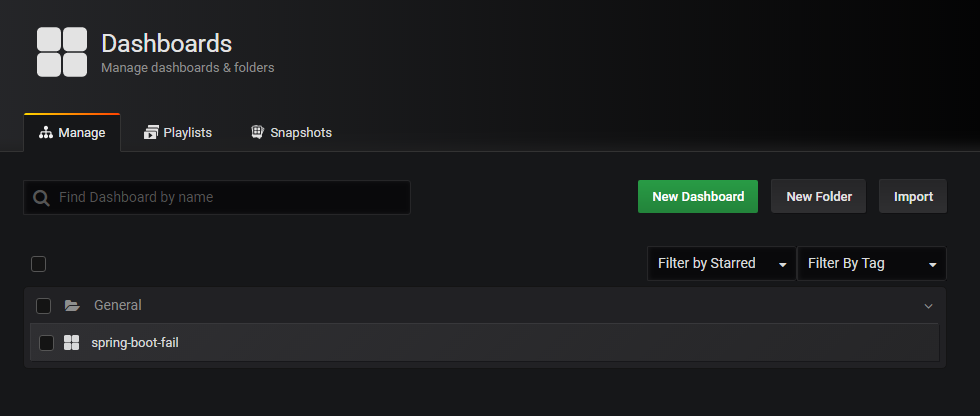 Dashboards
Manage dashboards & folders
Manage Playlists Snapshots
Find Dashboard by name New Dashboard New Folder Import
Filter by Starred Filter By Tag
General
spring-boot-fail